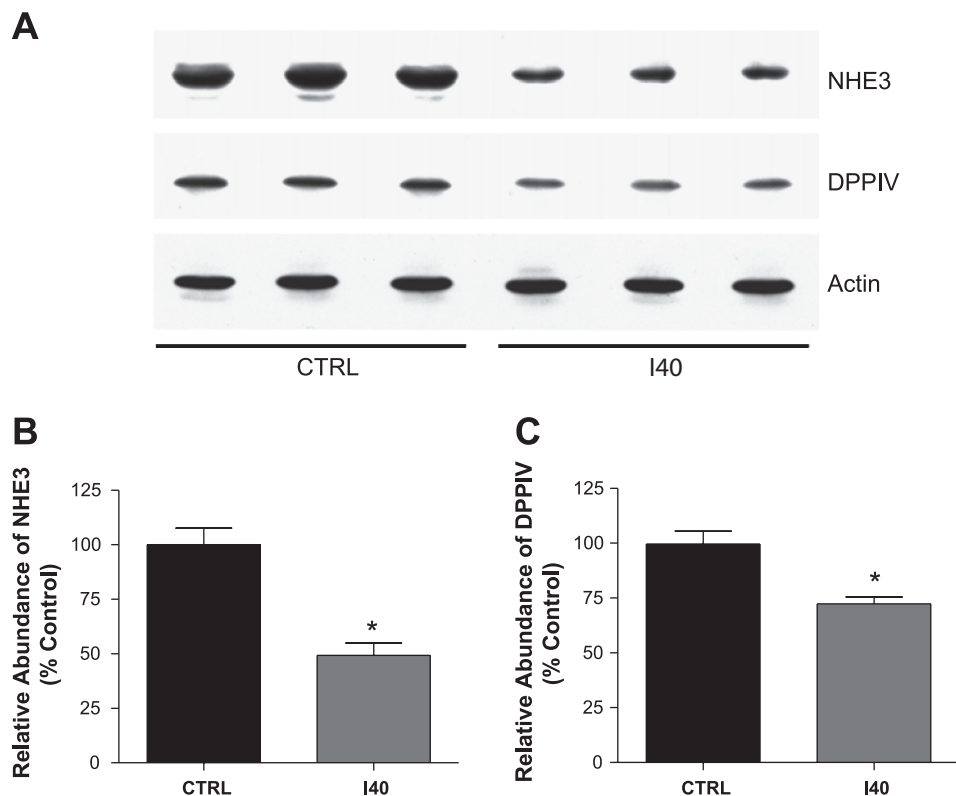 A
NHE3
DPPIV
Actin
CTRL
I40
B
Relative Abundance of NHE3
(% Control)
125
100
75
50
25
0
*
CTRL
I40
C
Relative Abundance of DPPIV
(% Control)
125
100
75
50
25
0
*
CTRL
I40